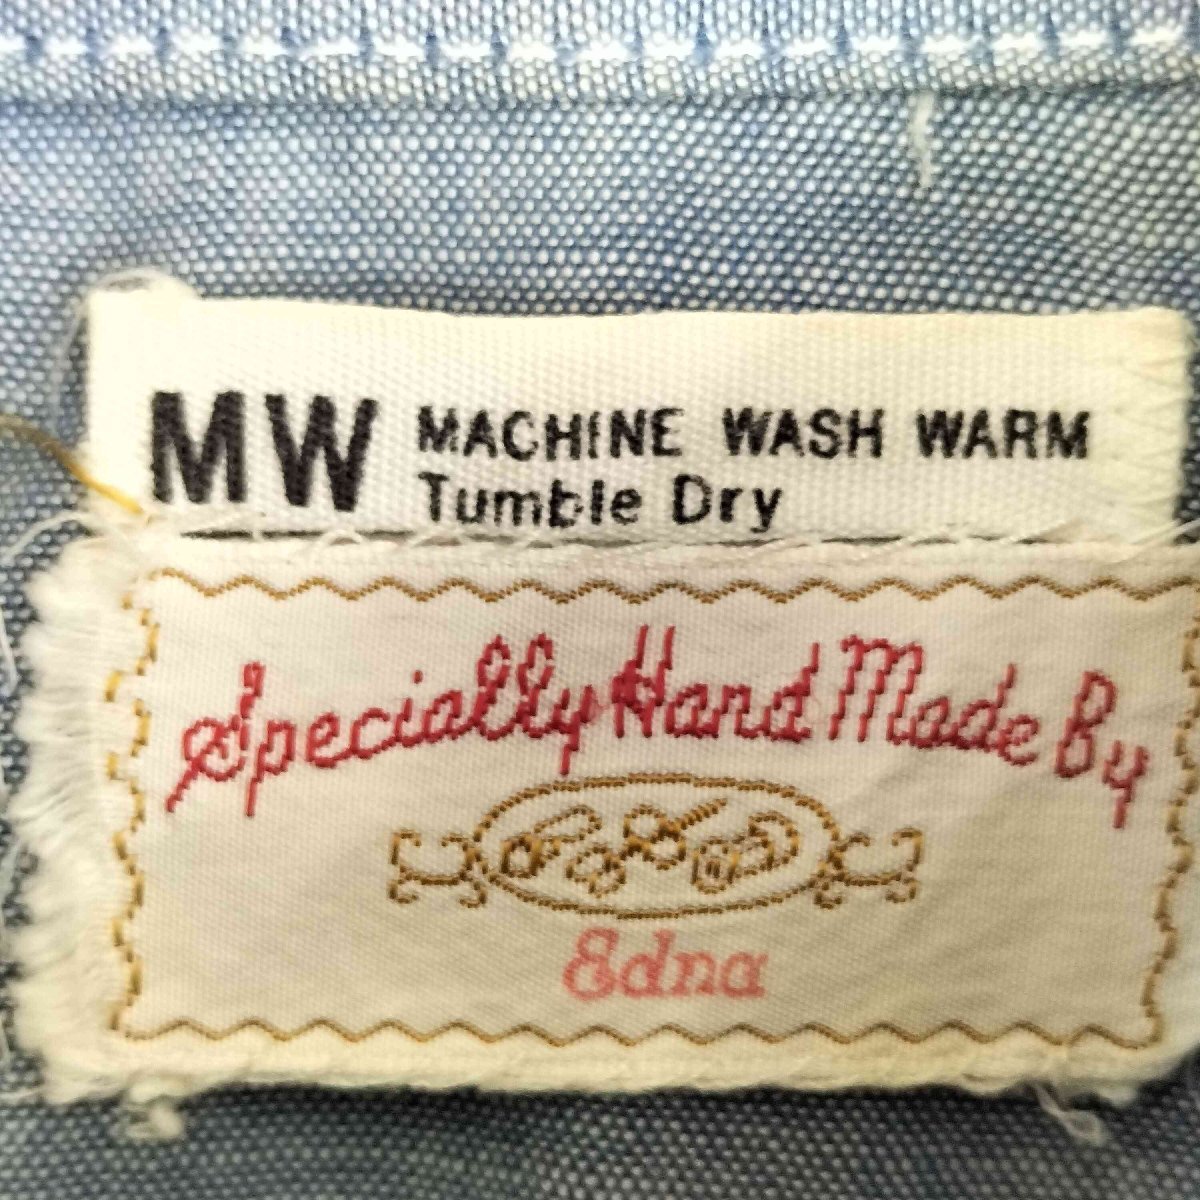 MW MACHINE WASH WARM
Tumble Dry
Specially Hand Made By
Edna